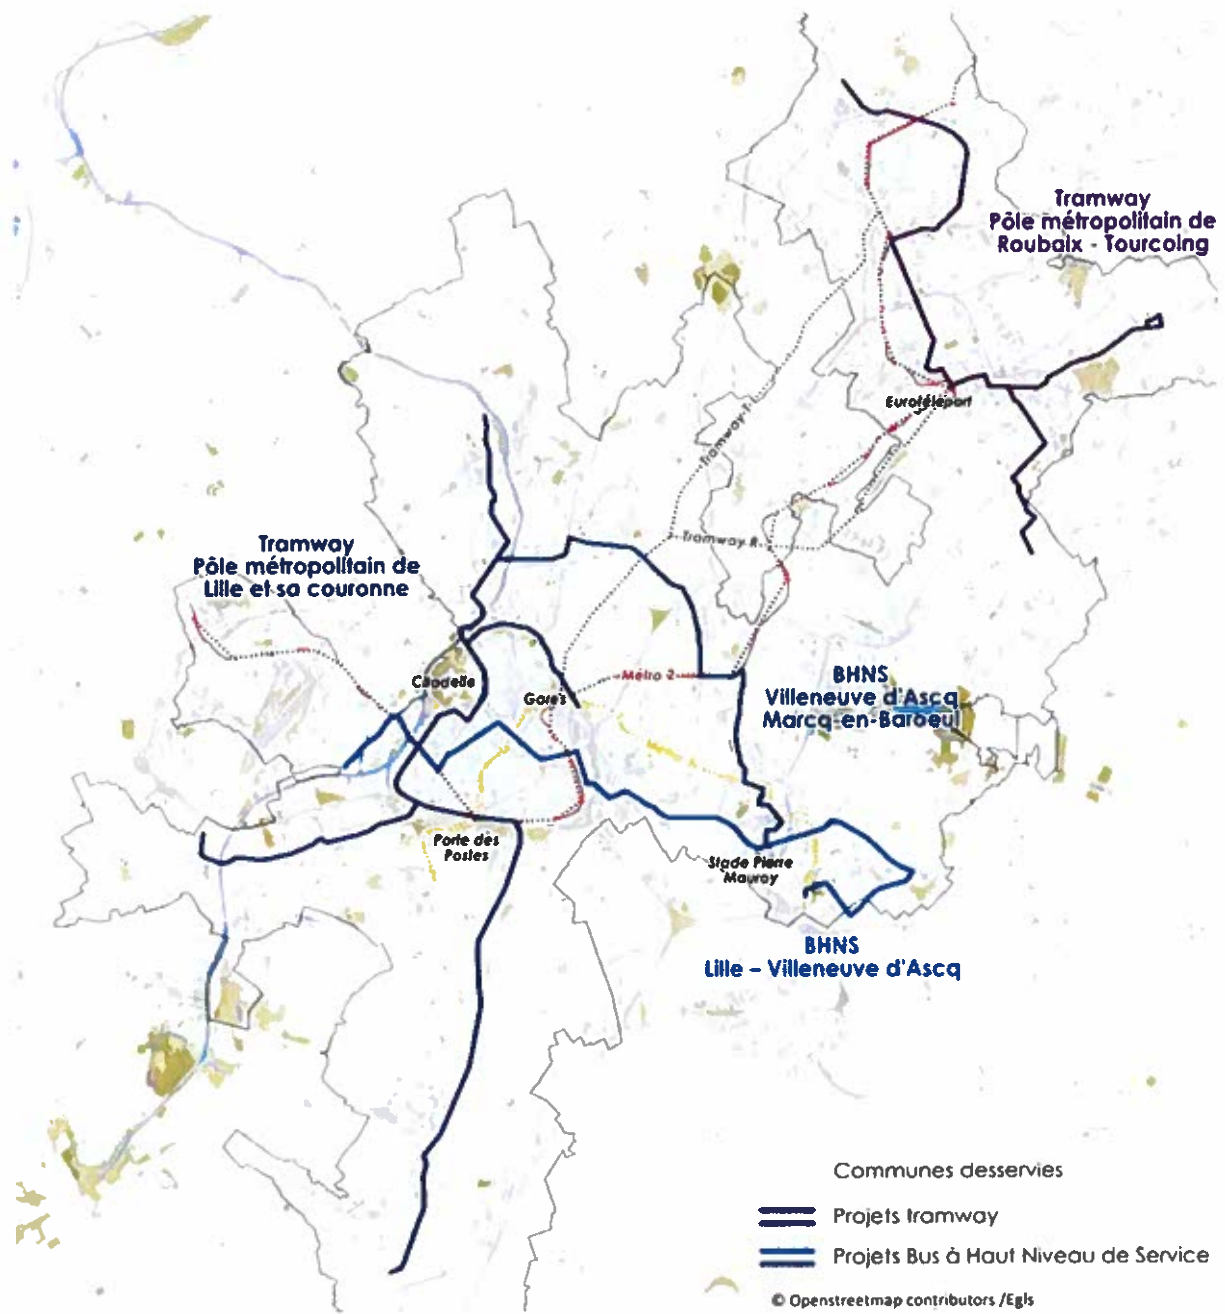 Tramway
Pôle métropolitain de
Roubaix - Tourcoing
Eurotéléport
Tramway T
Tramway R
Tramway
Pôle métropolitain de
Lille et sa couronne
Citadelle
Gares
Métro 2
BHNS
Villeneuve d'Ascq
Marcq-en-Baroeul
Porte des
Postes
Stade Pierre
Mauroy
BHNS
Lille – Villeneuve d'Ascq
Communes desservies
Projets tramway
Projets Bus à Haut Niveau de Service
© Openstreetmap contributors /Egis